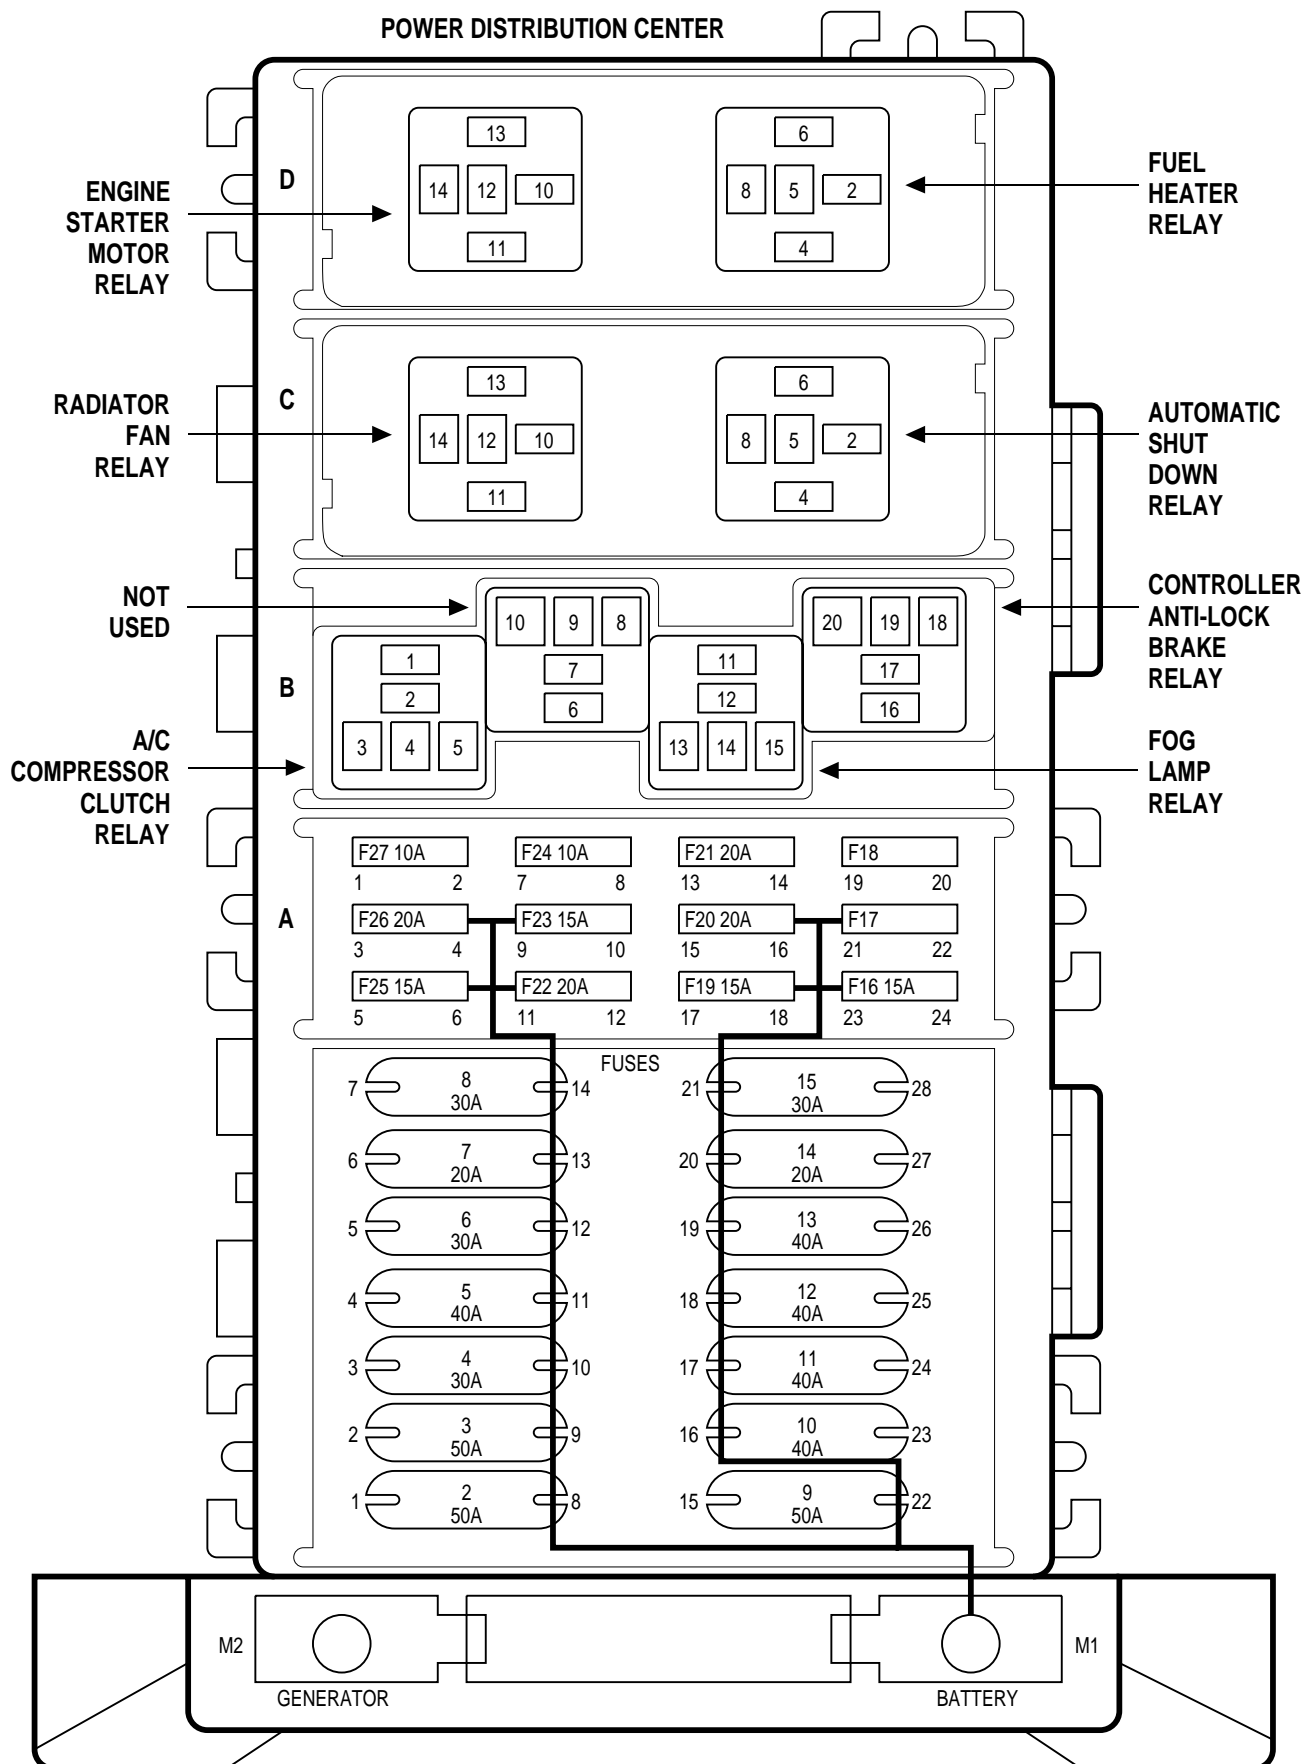 POWER DISTRIBUTION CENTER
D
13
14 12 10
11
6
8 5 2
4
ENGINE
STARTER
MOTOR
RELAY
FUEL
HEATER
RELAY
C
13
14 12 10
11
6
8 5 2
4
RADIATOR
FAN
RELAY
AUTOMATIC
SHUT
DOWN
RELAY
NOT
USED
CONTROLLER
ANTI-LOCK
BRAKE
RELAY
B
10 9 8
7
6
20 19 18
17
16
1
2
3 4 5
11
12
13 14 15
A/C
COMPRESSOR
CLUTCH
RELAY
FOG
LAMP
RELAY
A
F27 10A F24 10A F21 20A F18
1 2 7 8 13 14 19 20
F26 20A F23 15A F20 20A F17
3 4 9 10 15 16 21 22
F25 15A F22 20A F19 15A F16 15A
5 6 11 12 17 18 23 24
FUSES
7 8 14 21 15 28
30A 30A
6 7 13 20 14 27
20A 20A
5 6 12 19 13 26
30A 40A
4 5 11 18 12 25
40A 40A
3 4 10 17 11 24
30A 40A
2 3 9 16 10 23
50A 40A
1 2 8 15 9 22
50A 50A
M2 M1
GENERATOR BATTERY